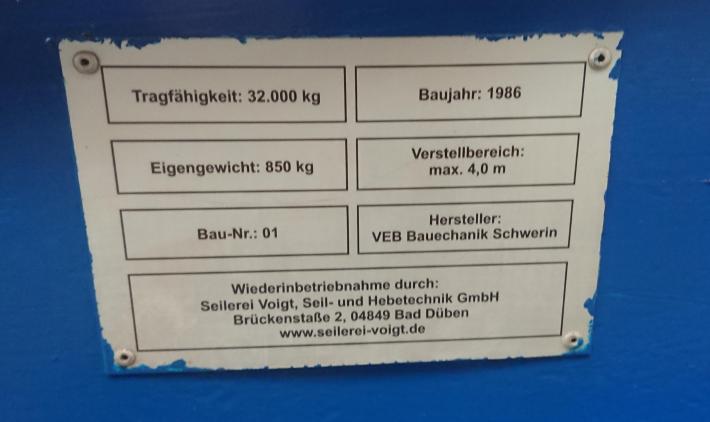 Tragfähigkeit: 32.000 kg
Baujahr: 1986
Eigengewicht: 850 kg
Verstellbereich:
max. 4,0 m
Bau-Nr.: 01
Hersteller:
VEB Bauechanik Schwerin
Wiederinbetriebnahme durch:
Seilerei Voigt, Seil- und Hebetechnik GmbH
Brückenstaße 2, 04849 Bad Düben
www.seilerei-voigt.de